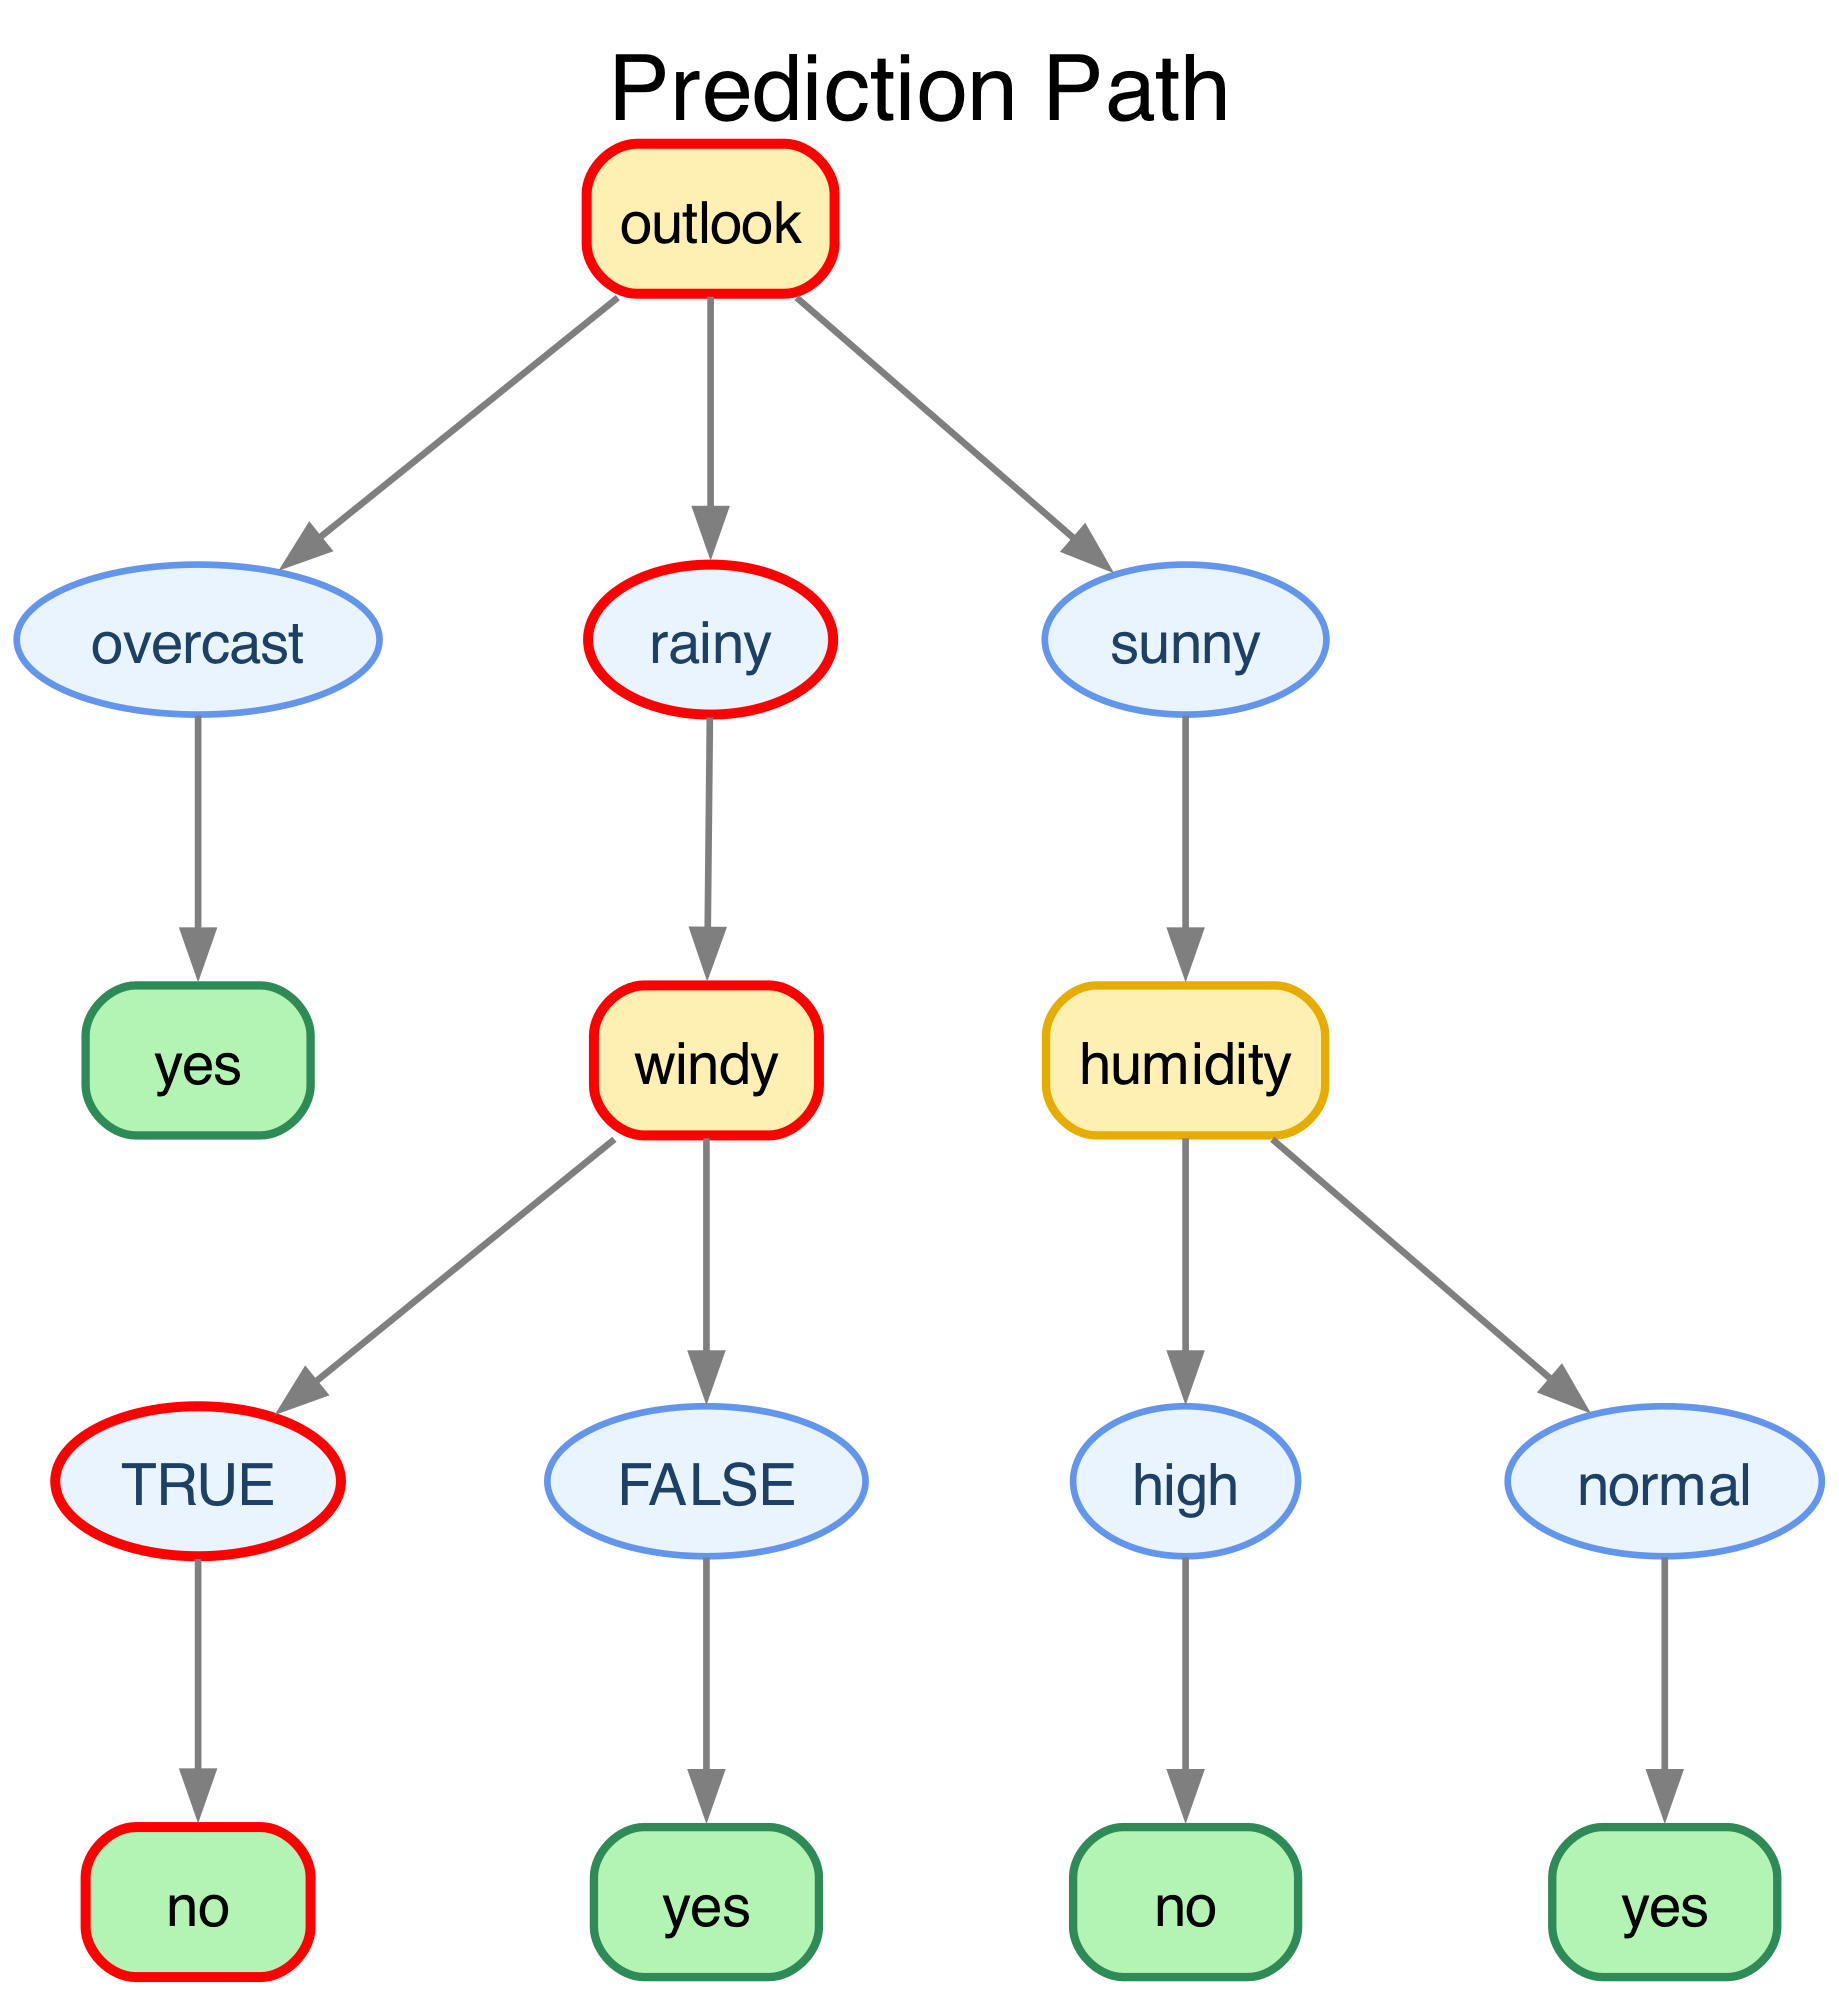 Prediction Path
outlook
overcast
rainy
sunny
yes
windy
humidity
TRUE
FALSE
high
normal
no
yes
no
yes